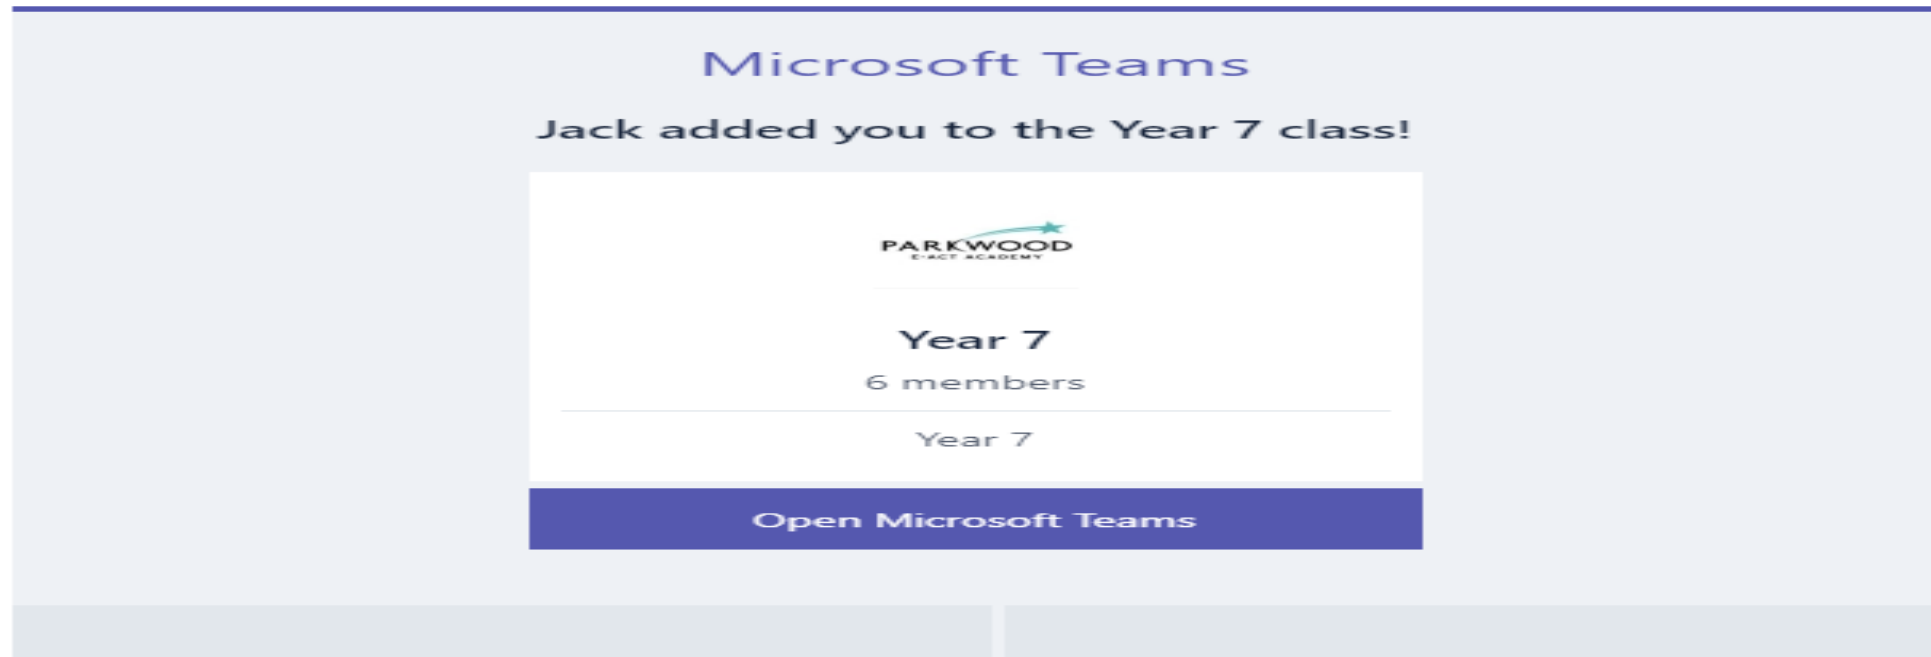 Microsoft Teams
Jack added you to the Year 7 class!
PARKWOOD
E-ACT ACADEMY
Year 7
6 members
Year 7
Open Microsoft Teams